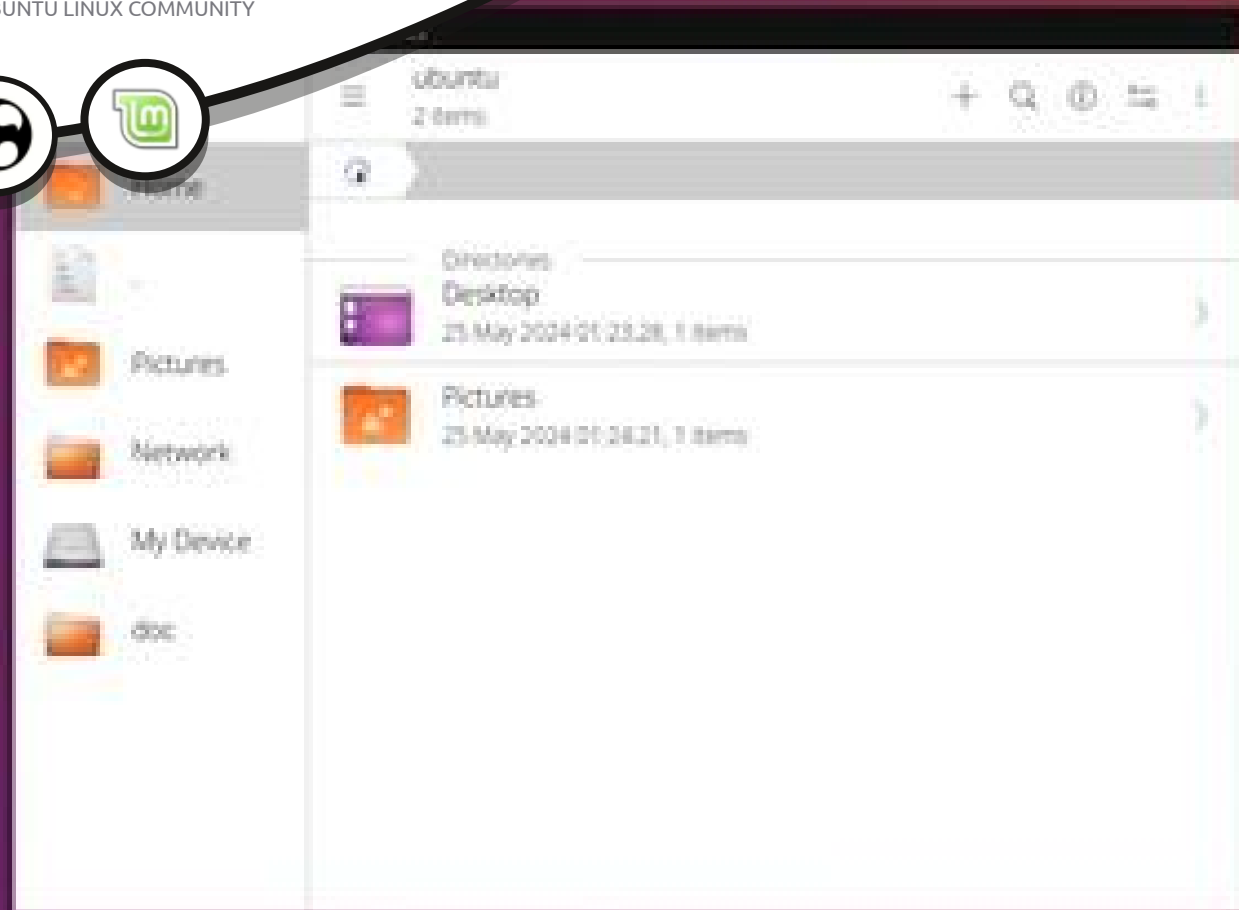 UNTU LINUX COMMUNITY
ubuntu
2 items
Home
Directories
Desktop
25 May 2024 01:23:28, 1 items
Pictures
Pictures
25 May 2024 01:24:21, 1 items
Network
My Device
doc